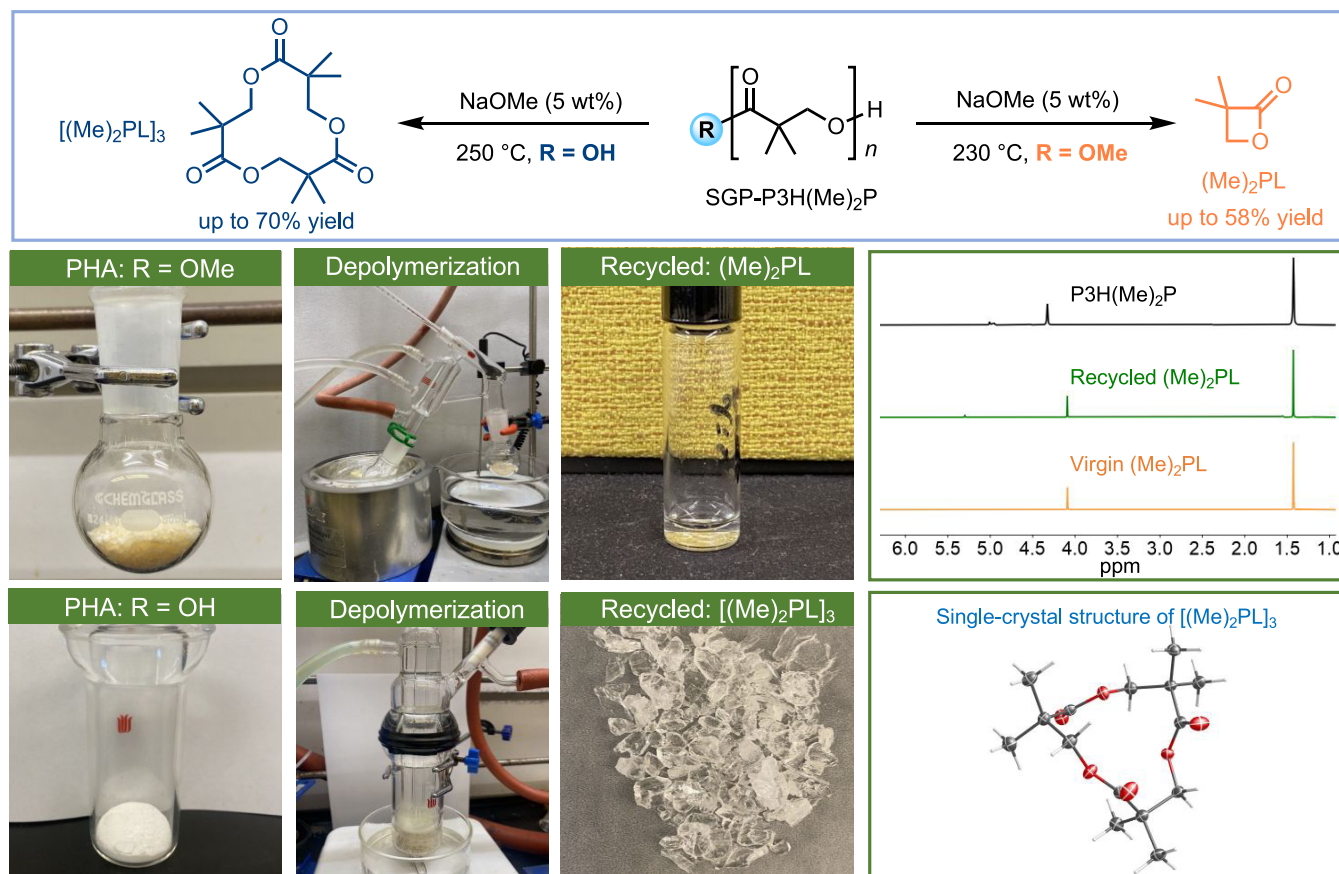 O
O
O
O
O
O
[(Me)₂PL]₃
up to 70% yield
NaOMe (5 wt%)
250 °C, R = OH
R
O
O
H
n
SGP-P3H(Me)₂P
NaOMe (5 wt%)
230 °C, R = OMe
O
O
(Me)₂PL
up to 58% yield
PHA: R = OMe
Depolymerization
Recycled: (Me)₂PL
CHEMGLASS
P3H(Me)₂P
Recycled (Me)₂PL
Virgin (Me)₂PL
6.0 5.5 5.0 4.5 4.0 3.5 3.0 2.5 2.0 1.5 1.0
ppm
PHA: R = OH
Depolymerization
Recycled: [(Me)₂PL]₃
Single-crystal structure of [(Me)₂PL]₃